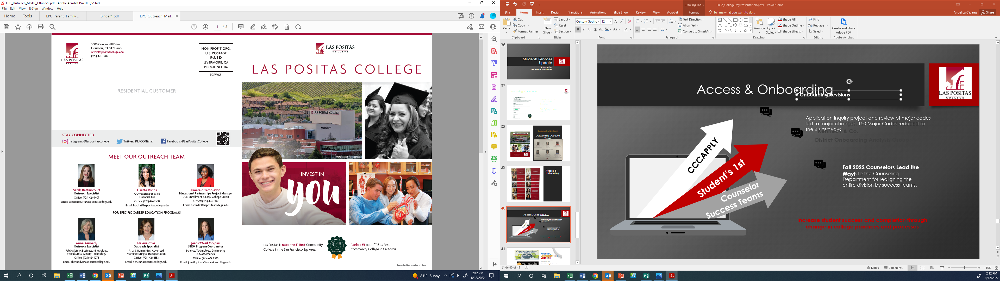 LPC_Outreach_Mailer_13June22.pdf - Adobe Acrobat Pro DC (32-bit)
File Edit View E-Sign Window Help
Home Tools LPC Parent Family ... Binder1.pdf LPC_Outreach_Mail... ×
1 / 2
3000 Campus Hill Drive
Livermore, CA 94551-7623
www.laspositascollege.edu
(925) 424-1000
LAS POSITAS
COLLEGE
NON PROFIT ORG.
U.S. POSTAGE
PAID
LIVERMORE, CA
PERMIT NO. 116
ECRWSS
RESIDENTIAL CUSTOMER
STAY CONNECTED
Instagram: @laspositascollege Twitter: @LPCOfficial Facebook: @LasPositasCollege
MEET OUR OUTREACH TEAM
Sarah Bettencourt
Outreach Specialist
Office: (925) 424-1407
Email: sbettencourt@laspositascollege.edu
Lisette Rocha
Outreach Specialist
Financial Aid
Office: (925) 424-1588
Email: lrocha@laspositascollege.edu
Emerald Templeton
Educational Partnerships Project Manager
Dual Enrollment & Early College Credit
Office: (925) 424-1109
Email: hscredit@laspositascollege.edu
FOR SPECIFIC CAREER EDUCATION PROGRAMS:
Anne Kennedy
Outreach Specialist
Public Safety, Business, Kinesiology,
Viticulture & Winery Technology
Office: (925) 424-1273
Email: akennedy@laspositascollege.edu
Helena Cruz
Outreach Specialist
Arts & Humanities, Advanced
Manufacturing & Transportation
Office: (925) 424-1353
Email: hcruz@laspositascollege.edu
Jean O'Neil Opipari
STEM Program Coordinator
Science, Technology, Engineering
& Mathematics
Office: (925) 424-1306
Email: joneilopipari@laspositascollege.edu
LAS POSITAS
COLLEGE
LAS POSITAS COLLEGE
LAS POSITAS COLLEGE
INVEST IN
you
Las Positas is rated the #1 Best Community
College in the San Francisco Bay Area
2022
NICHE
BEST
COLLEGES
Ranked #3 out of 116 as Best
Community College in California
Source: Rankings compiled by Niche
81°F Sunny
2:12 PM
8/12/2022
Drawing Tools
2022_CollegeDayPresentation.pptx - PowerPoint
File Home Insert Design Transitions Animations Slide Show Review View Acrobat Format Tell me what you want to do... Angelica Cazarez Share
Paste
Cut
Copy
Format Painter
Clipboard
New
Slide
Layout
Reset
Section
Slides
Century Gothic 12
B I U S abc AV Aa A
Font
Text Direction
Align Text
Convert to SmartArt
Paragraph
Arrange
Quick
Styles
Shape Fill
Shape Outline
Shape Effects
Drawing
Find
Replace
Select
Editing
Create and Share
Adobe PDF
Adobe Acrobat
36
Students Services
Update
Vice President of Student Services
37
Las Positas
College
38
Outstanding Outreach
Team!
39
Access &
Onboarding
40
Access & Onboarding
41
Congratulations!
Retention,
Connectedness &
Belonging
The Market
Access & Onboarding
Onboarding Revisions
LAS POSITAS
COLLEGE
Application Inquiry project and review of major codes
led to major changes. 150 Major Codes reduced to
the 8 Pathways.
Kennedy & Co.
District Onboarding Analysis Group
Fall 2022 Counselors Lead the
Way!
to the Counseling
Department for realigning the
entire division by success teams.
CCCAPPLY
Student's 1st
Counselor
Success Teams
Increase student success and completion through
change in college practices and processes
Slide 40 of 45
Notes Comments 115%
2:12 PM
8/12/2022